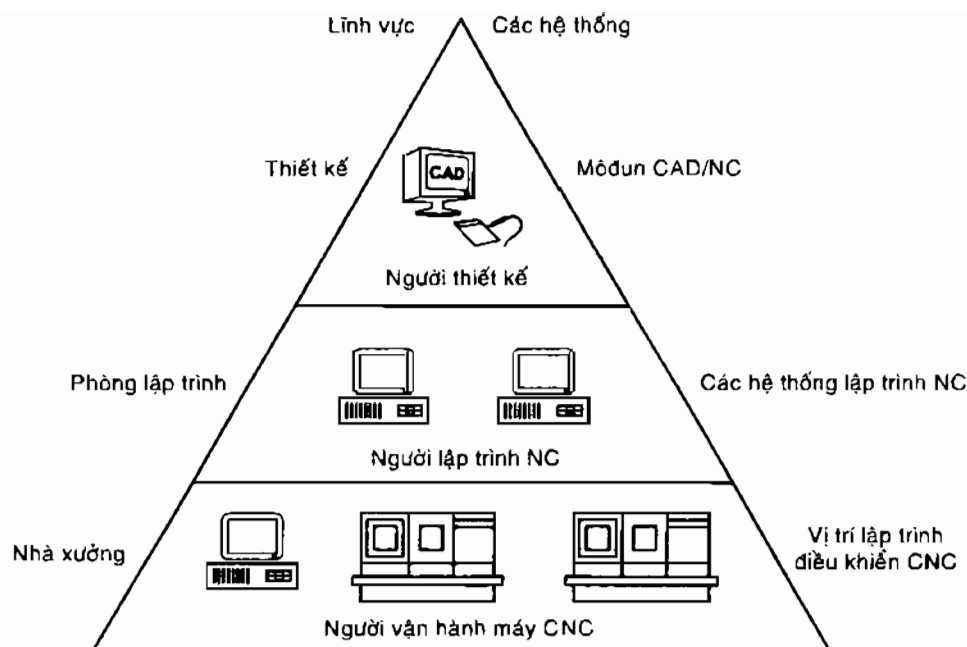 Lĩnh vực
Các hệ thống
Thiết kế
CAD
Môđun CAD/NC
Người thiết kế
Phòng lập trình
Các hệ thống lập trình NC
Người lập trình NC
Nhà xưởng
Vị trí lập trình
điều khiển CNC
Người vận hành máy CNC